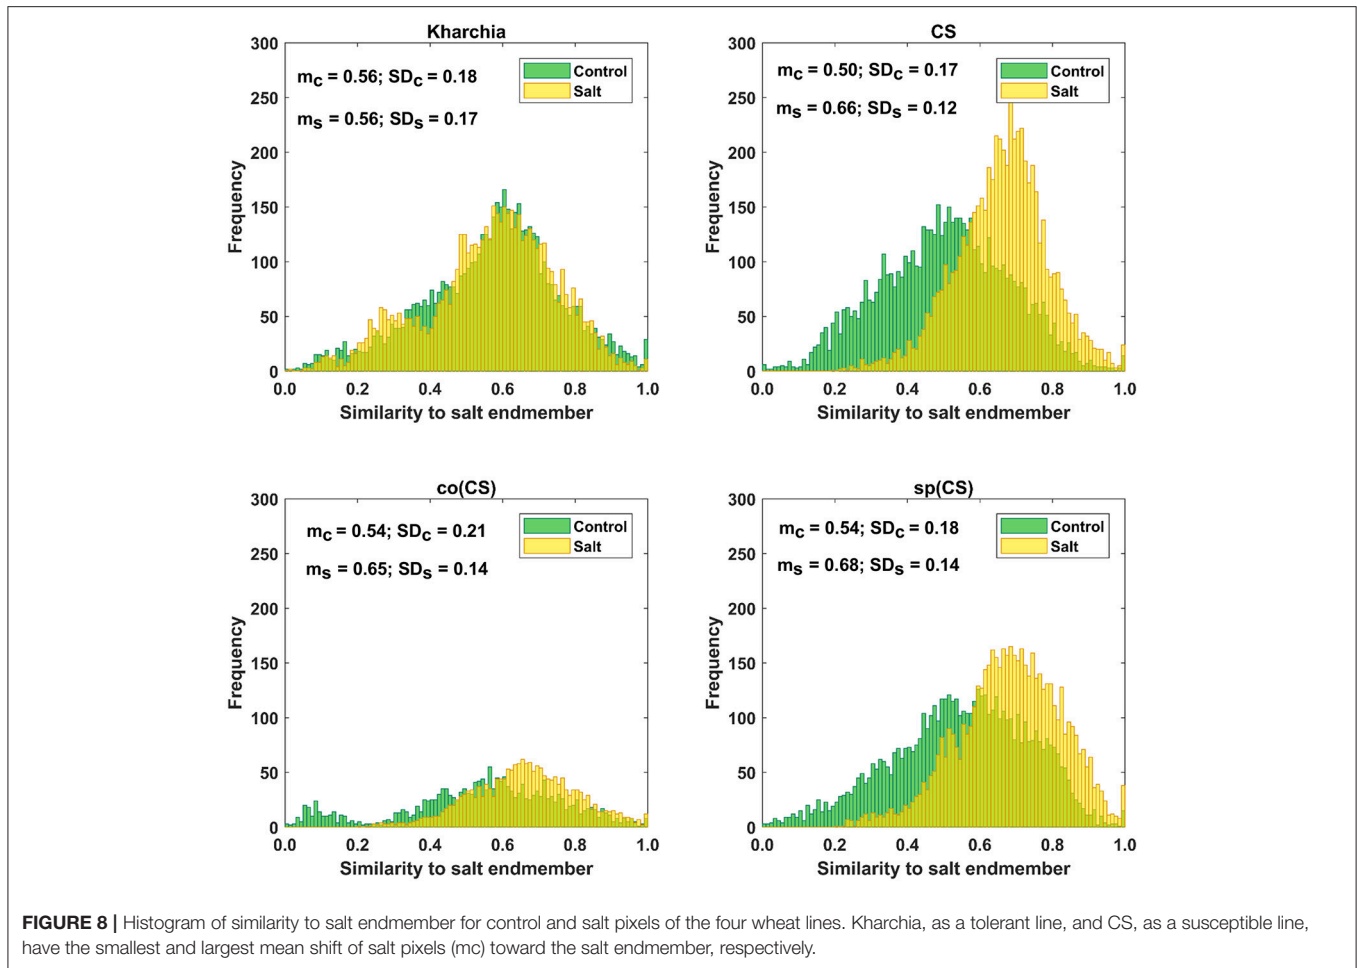 Kharchia
300
250
200
150
100
50
0
Frequency
mc = 0.56; SDc = 0.18
ms = 0.56; SDs = 0.17
Control
Salt
0.0 0.2 0.4 0.6 0.8 1.0
Similarity to salt endmember
CS
300
250
200
150
100
50
0
Frequency
mc = 0.50; SDc = 0.17
ms = 0.66; SDs = 0.12
Control
Salt
0.0 0.2 0.4 0.6 0.8 1.0
Similarity to salt endmember
co(CS)
300
250
200
150
100
50
0
Frequency
mc = 0.54; SDc = 0.21
ms = 0.65; SDs = 0.14
Control
Salt
0.0 0.2 0.4 0.6 0.8 1.0
Similarity to salt endmember
sp(CS)
300
250
200
150
100
50
0
Frequency
mc = 0.54; SDc = 0.18
ms = 0.68; SDs = 0.14
Control
Salt
0.0 0.2 0.4 0.6 0.8 1.0
Similarity to salt endmember
FIGURE 8 | Histogram of similarity to salt endmember for control and salt pixels of the four wheat lines. Kharchia, as a tolerant line, and CS, as a susceptible line,
have the smallest and largest mean shift of salt pixels (mc) toward the salt endmember, respectively.